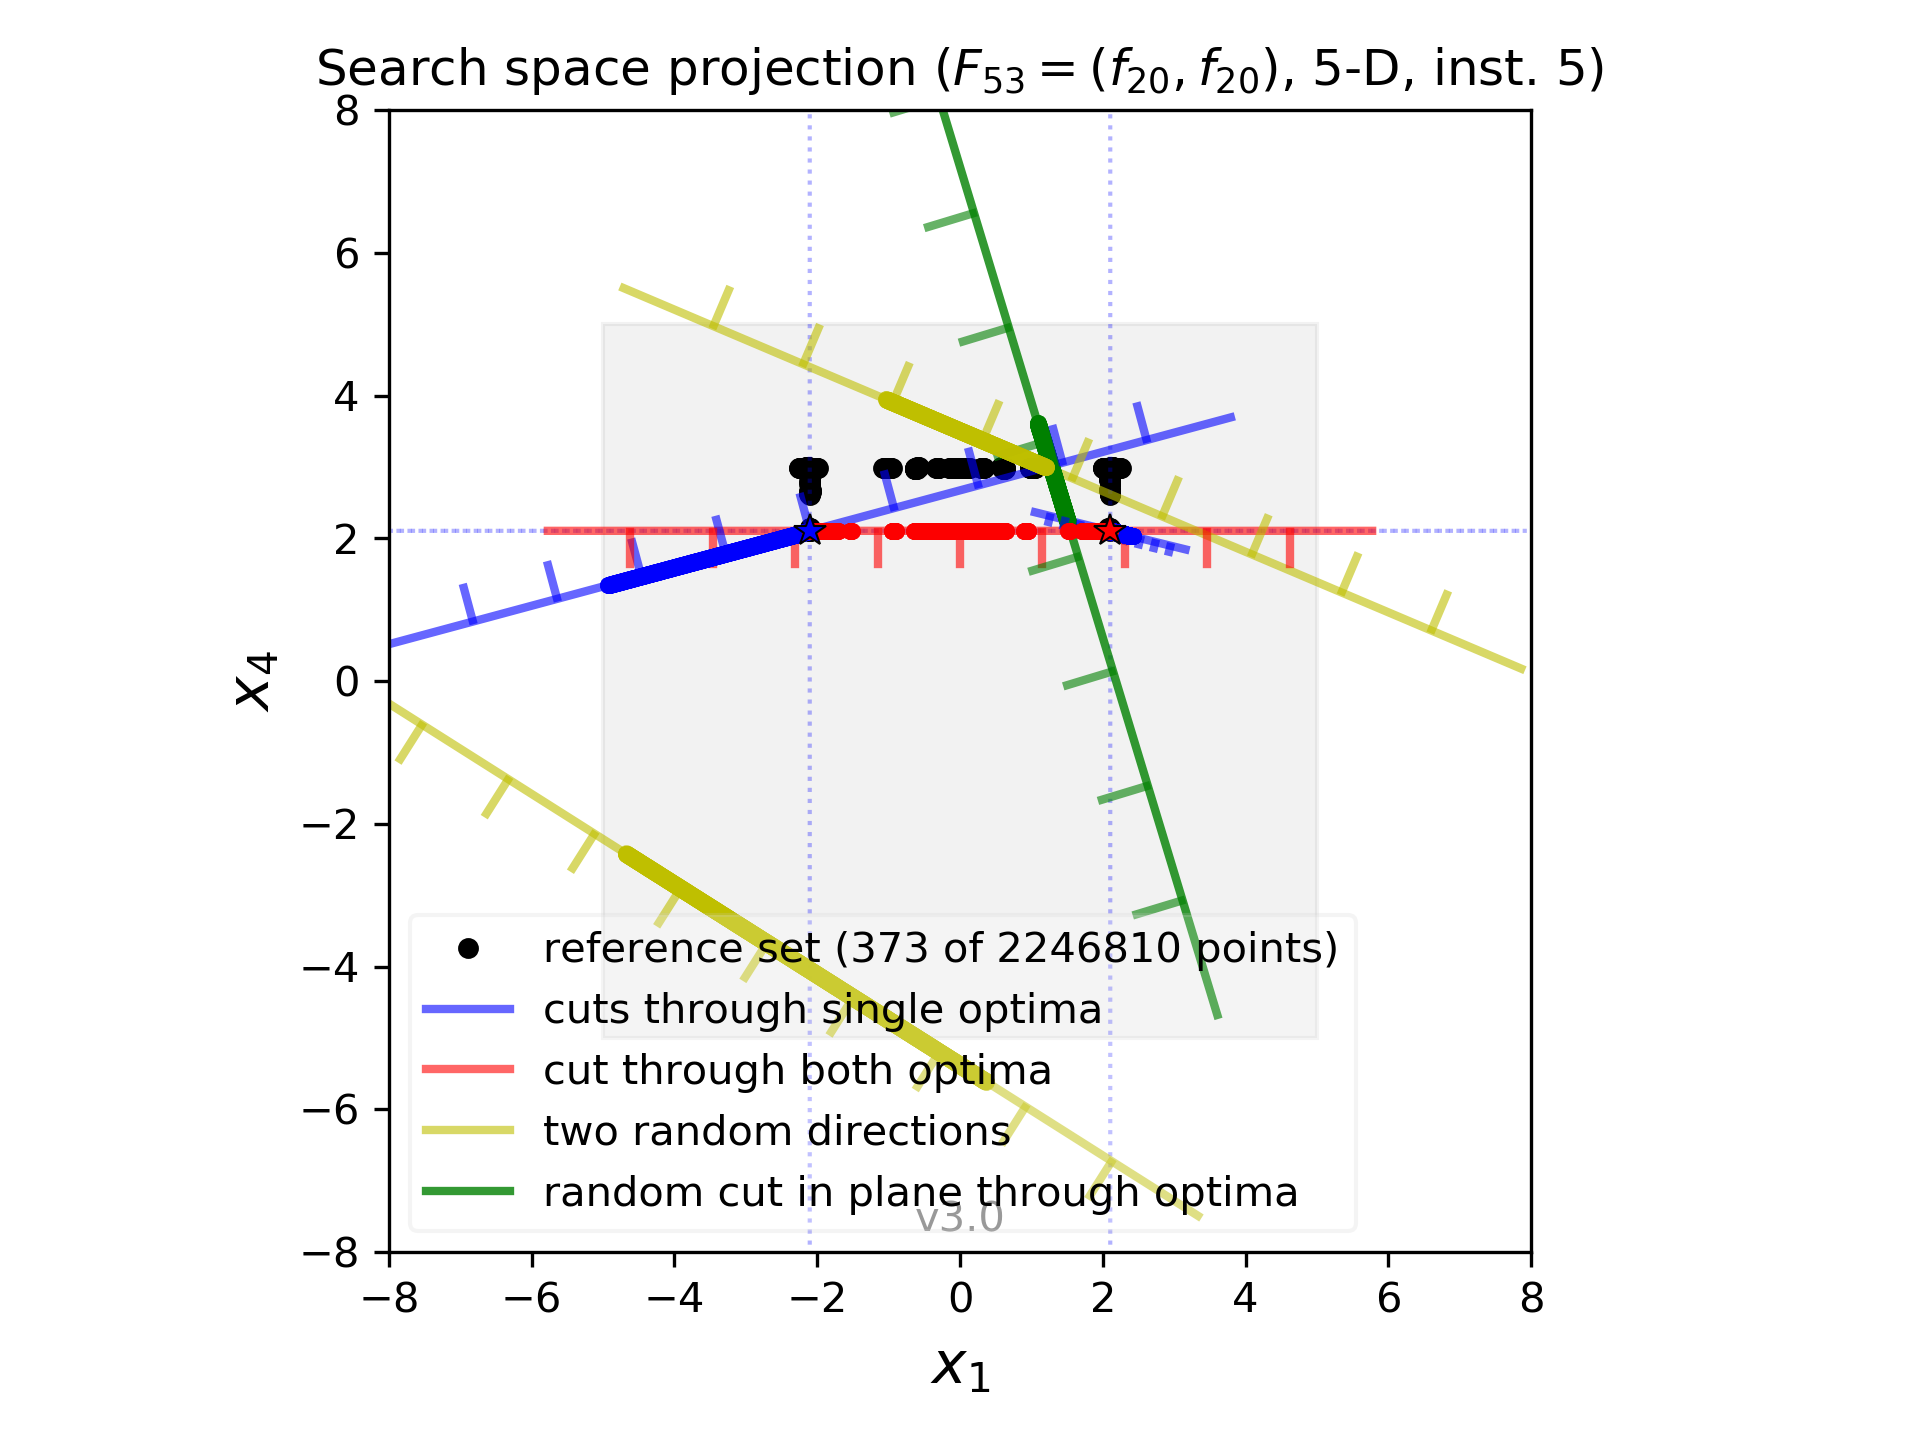 Search space projection (F₅₃ = (f₂₀, f₂₀), 5-D, inst. 5)
8
6
4
2
0
−2
−4
−6
−8
x₄
reference set (373 of 2246810 points)
cuts through single optima
cut through both optima
two random directions
random cut in plane through optima
v3.0
−8 −6 −4 −2 0 2 4 6 8
x₁